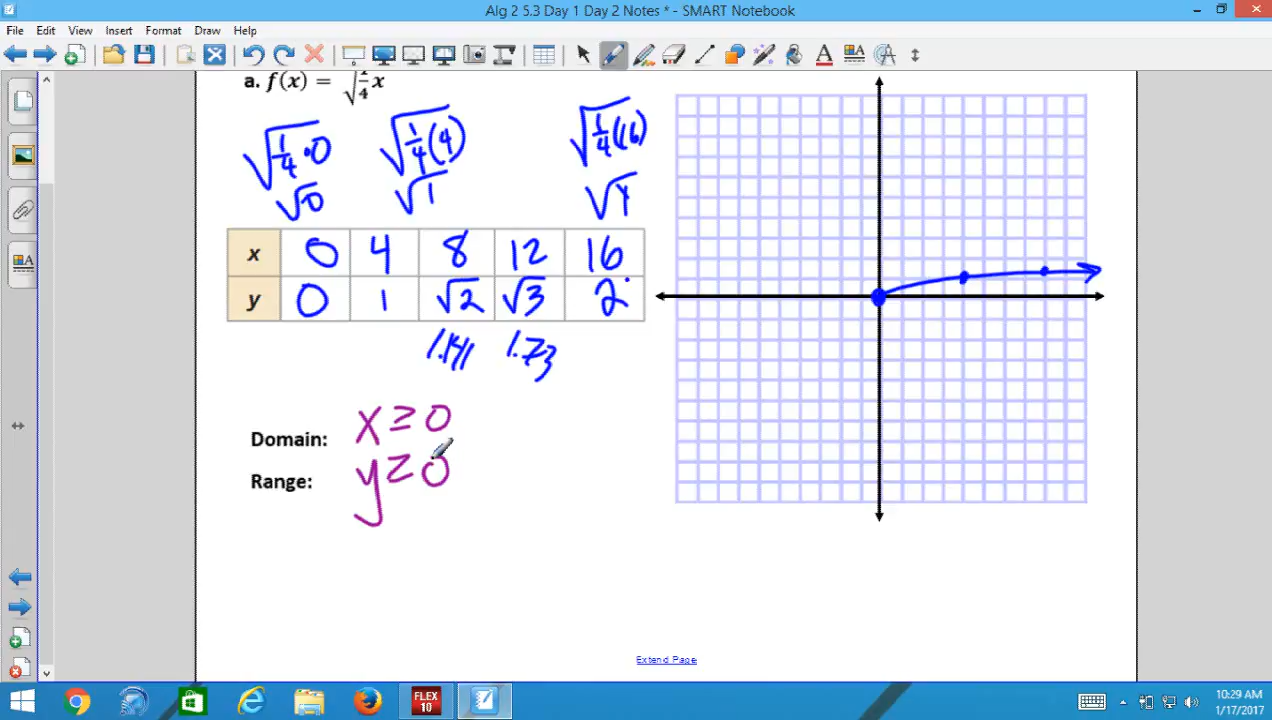 Alg 2 5.3 Day 1 Day 2 Notes * - SMART Notebook
File Edit View Insert Format Draw Help
a. f(x) = √1/4 x
√1/4 · 0 √1/4 (4) √1/4 (16)
√0 √1 √4
x 0 4 8 12 16
y 0 1 √2 √3 2
1.141 1.73
Domain: x ≥ 0
Range: y ≥ 0
Extend Page
FLEX 10
10:29 AM
1/17/2017